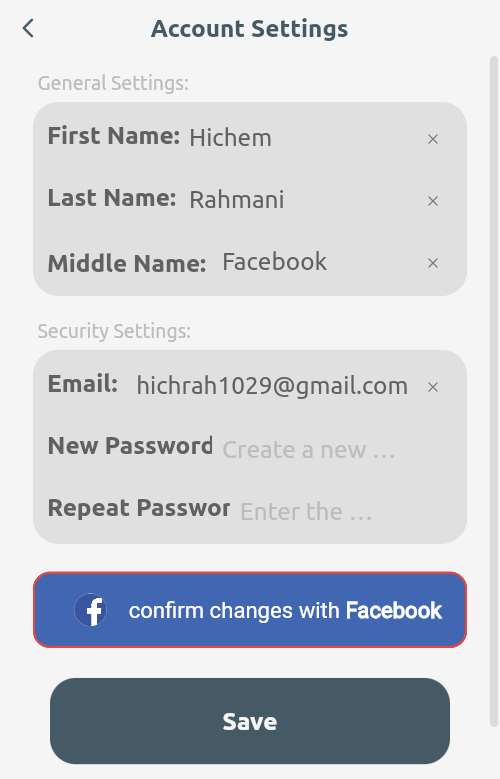 Account Settings
General Settings:
First Name: Hichem ×
Last Name: Rahmani ×
Middle Name: Facebook ×
Security Settings:
Email: hichrah1029@gmail.com ×
New Password Create a new ...
Repeat Passwor Enter the ...
confirm changes with Facebook
Save